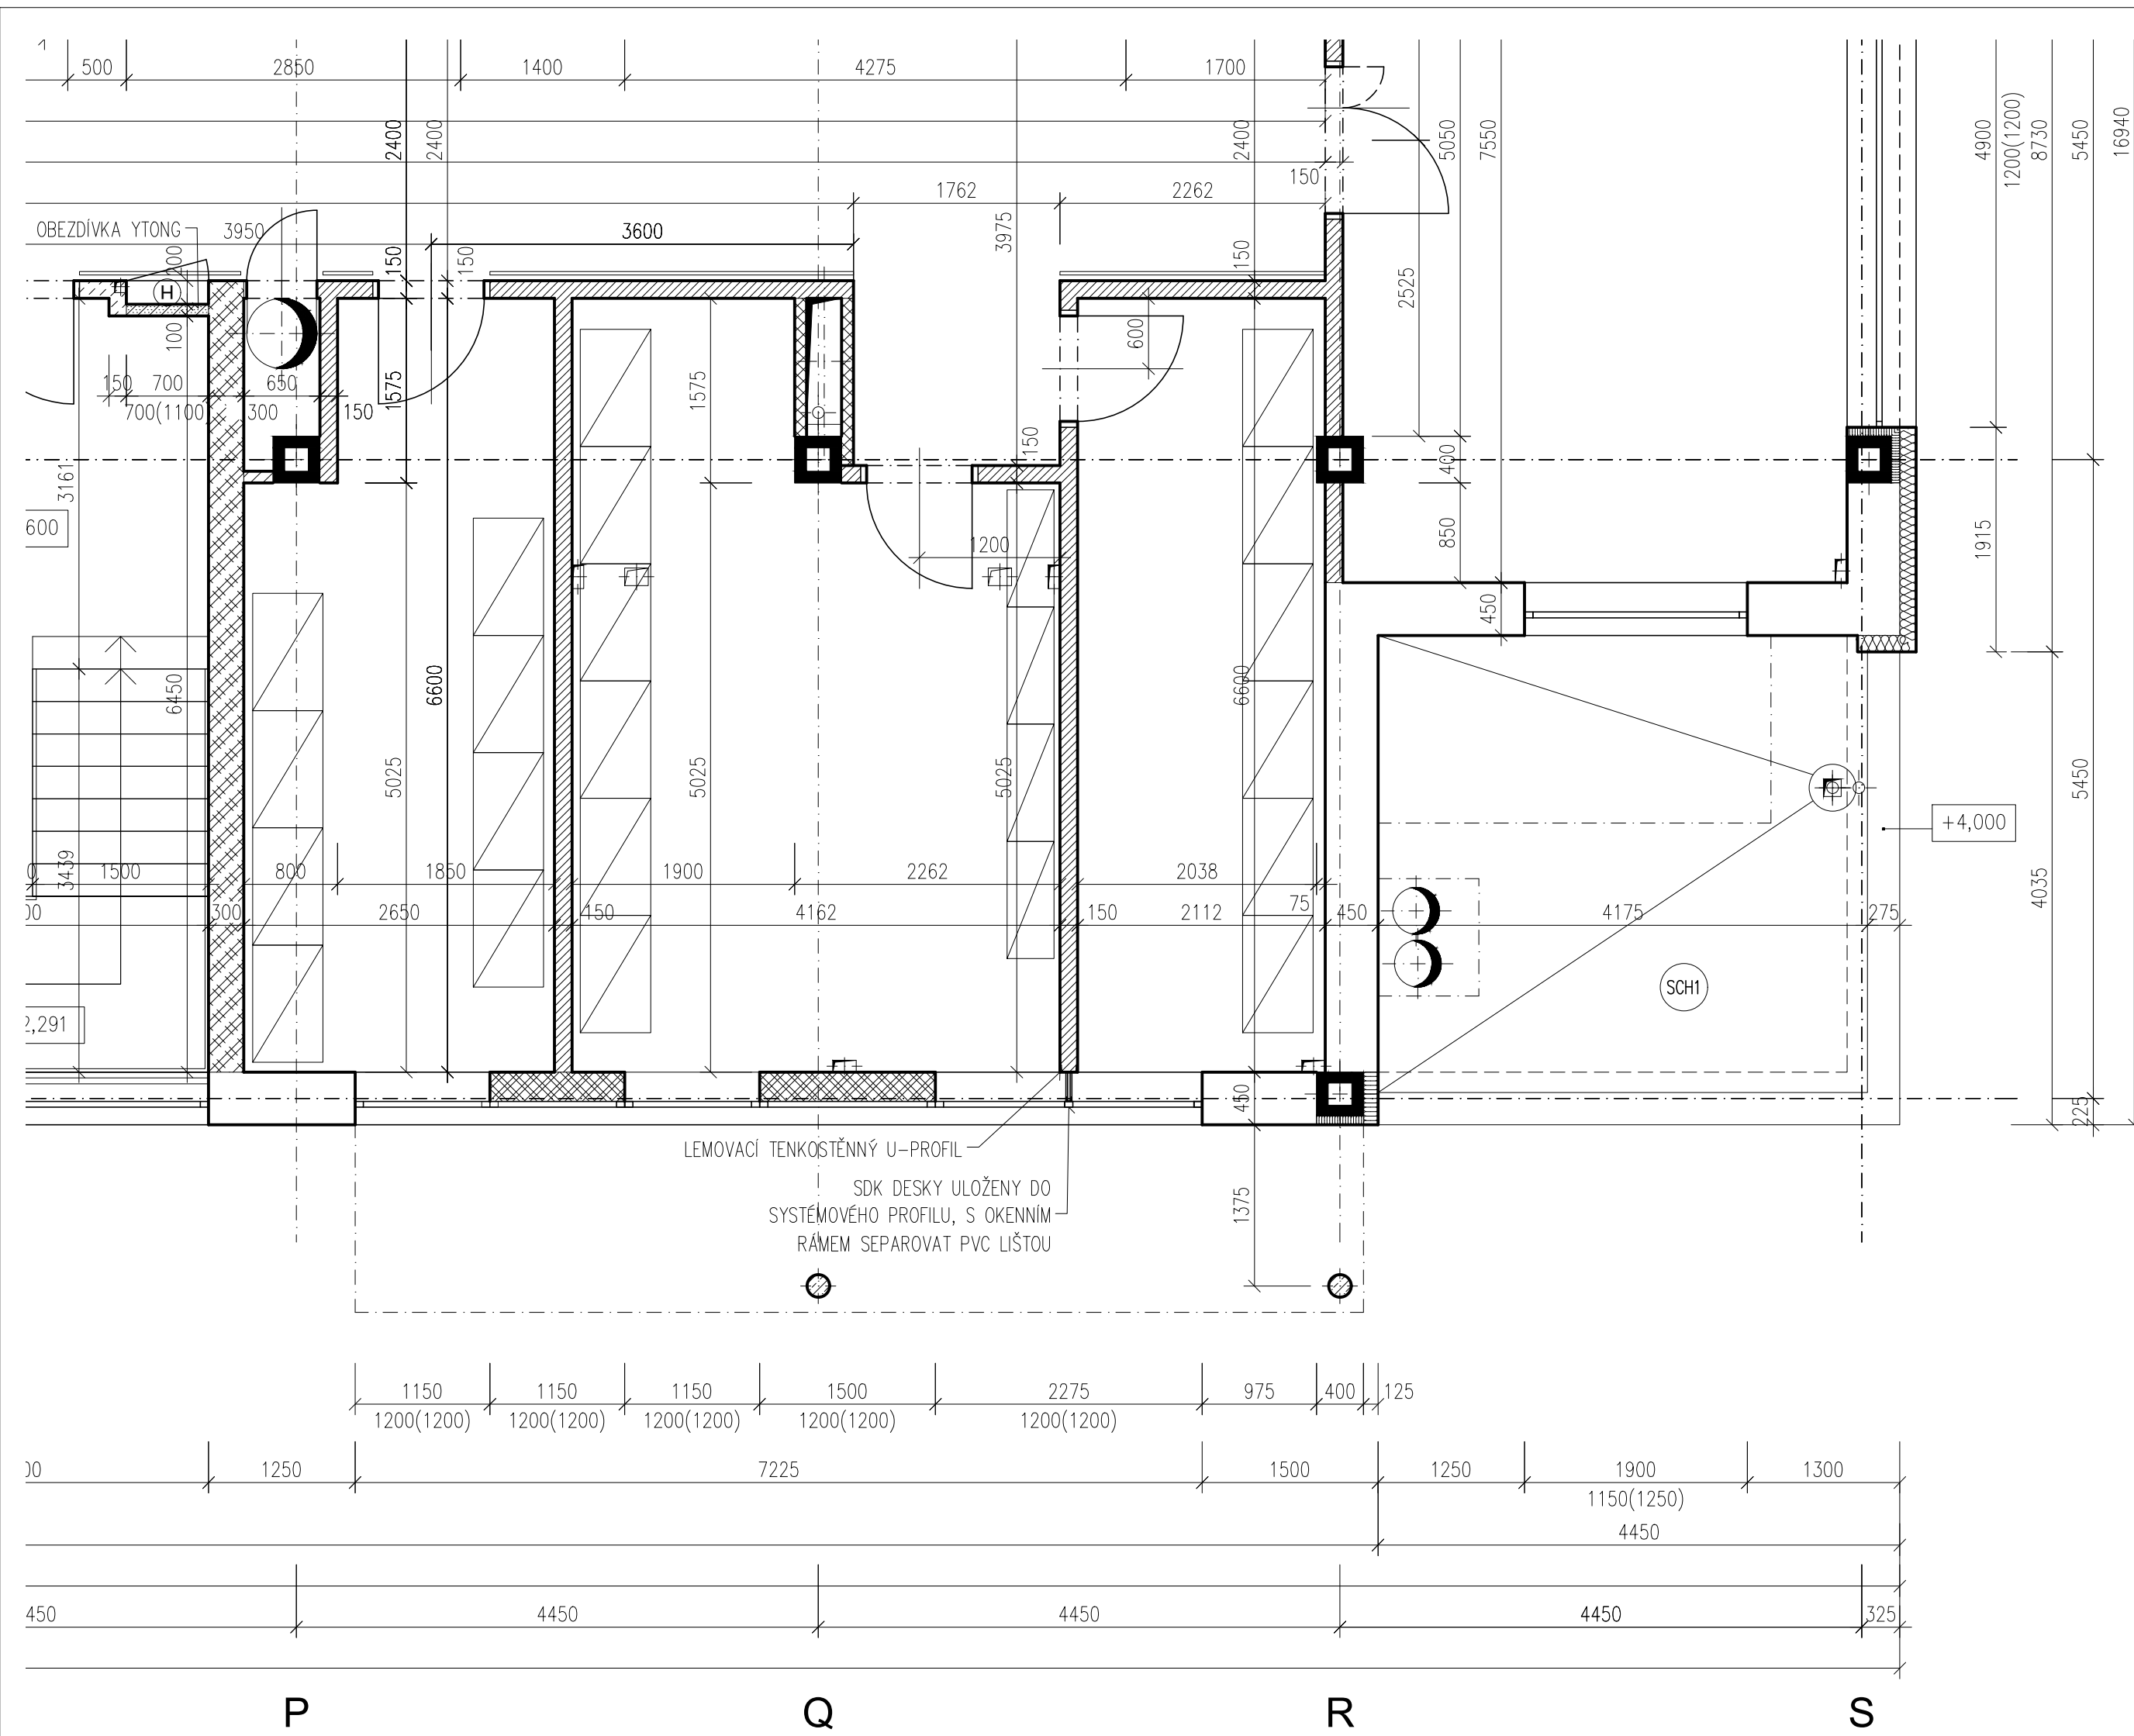 500 2850 1400 4275 1700
2400 2400 2400 5050 7550 4900 1200(1200) 8730 5450 16940
150
1762 2262
OBEZDÍVKA YTONG 3950 3600 3975
150 150 150 2525
H
100 600
150 700 650 1575 1575
700(1100) 300 150
3161 150 400
600
1200 850 1915
450
6450 6600 6600
5025 5025 5025 5450
+4,000
3439 1500 800 1850 1900 2262 2038 4035
300 2650 150 4162 150 2112 75 450 4175 275
SCH1
2,291
450 225
LEMOVACÍ TENKOSTĚNNÝ U-PROFIL
SDK DESKY ULOŽENY DO
SYSTÉMOVÉHO PROFILU, S OKENNÍM
RÁMEM SEPAROVAT PVC LIŠTOU
1375
1150 1150 1150 1500 2275 975 400 125
1200(1200) 1200(1200) 1200(1200) 1200(1200) 1200(1200)
1250 7225 1500 1250 1900 1300
1150(1250)
4450
450 4450 4450 4450 325
P Q R S